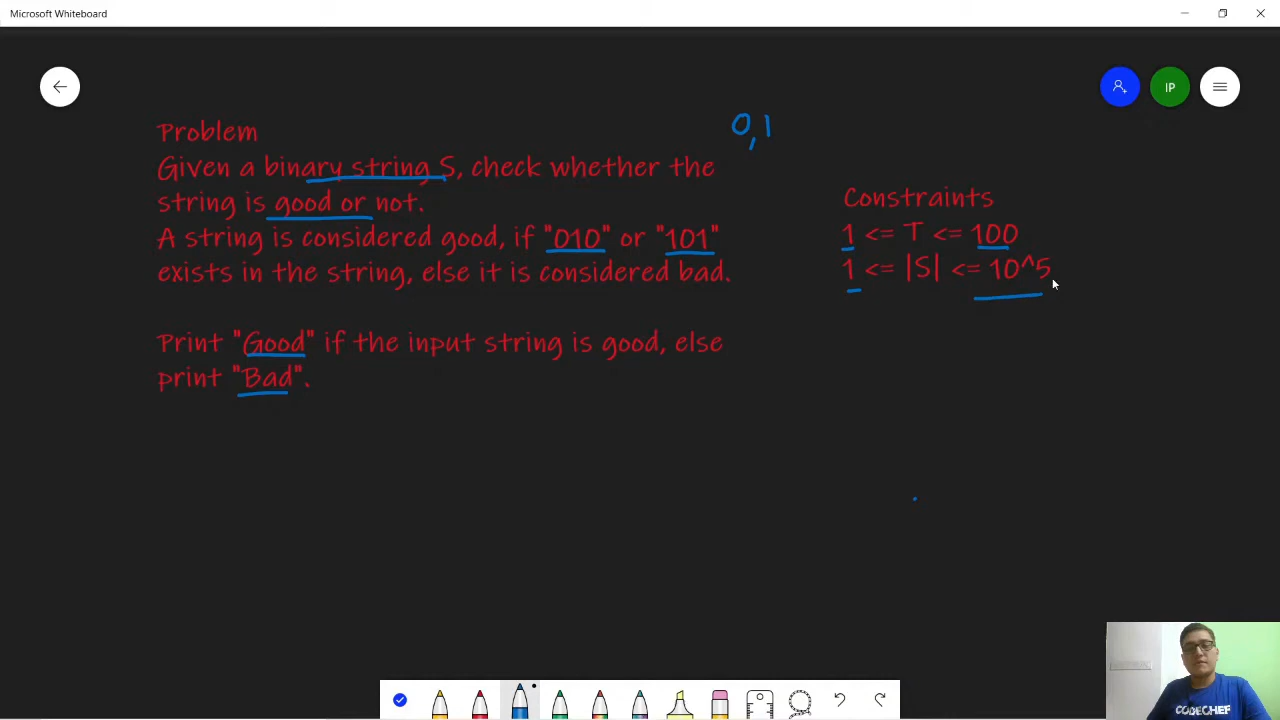 Microsoft Whiteboard
IP
0,1
Problem
Given a binary string S, check whether the
string is good or not.
A string is considered good, if "010" or "101"
exists in the string, else it is considered bad.
Print "Good" if the input string is good, else
print "Bad".
Constraints
1 <= T <= 100
1 <= |S| <= 10^5
CODECHEF